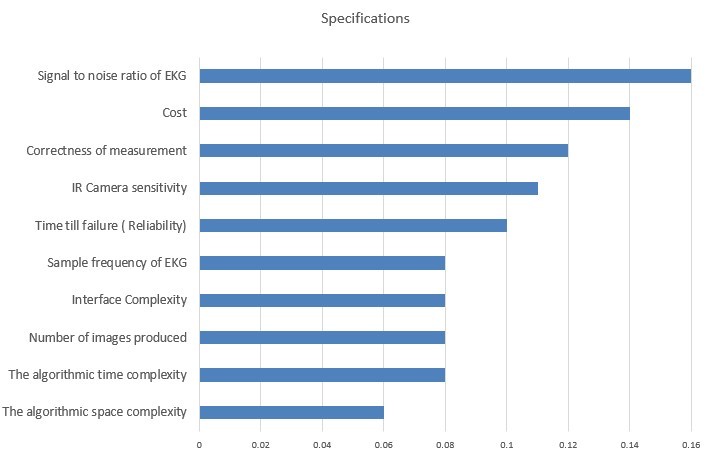 Specifications
Signal to noise ratio of EKG
Cost
Correctness of measurement
IR Camera sensitivity
Time till failure ( Reliability)
Sample frequency of EKG
Interface Complexity
Number of images produced
The algorithmic time complexity
The algorithmic space complexity
0 0.02 0.04 0.06 0.08 0.1 0.12 0.14 0.16